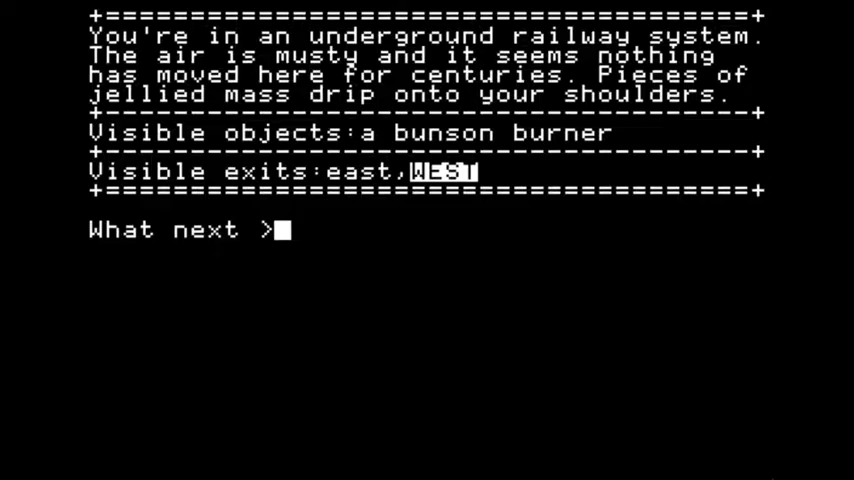 +===================================+
You're in an underground railway system.
The air is musty and it seems nothing
has moved here for centuries. Pieces of
jellied mass drip onto your shoulders.
+-----------------------------------+
Visible objects:a bunson burner
+-----------------------------------+
Visible exits:east,WEST
+===================================+
What next >